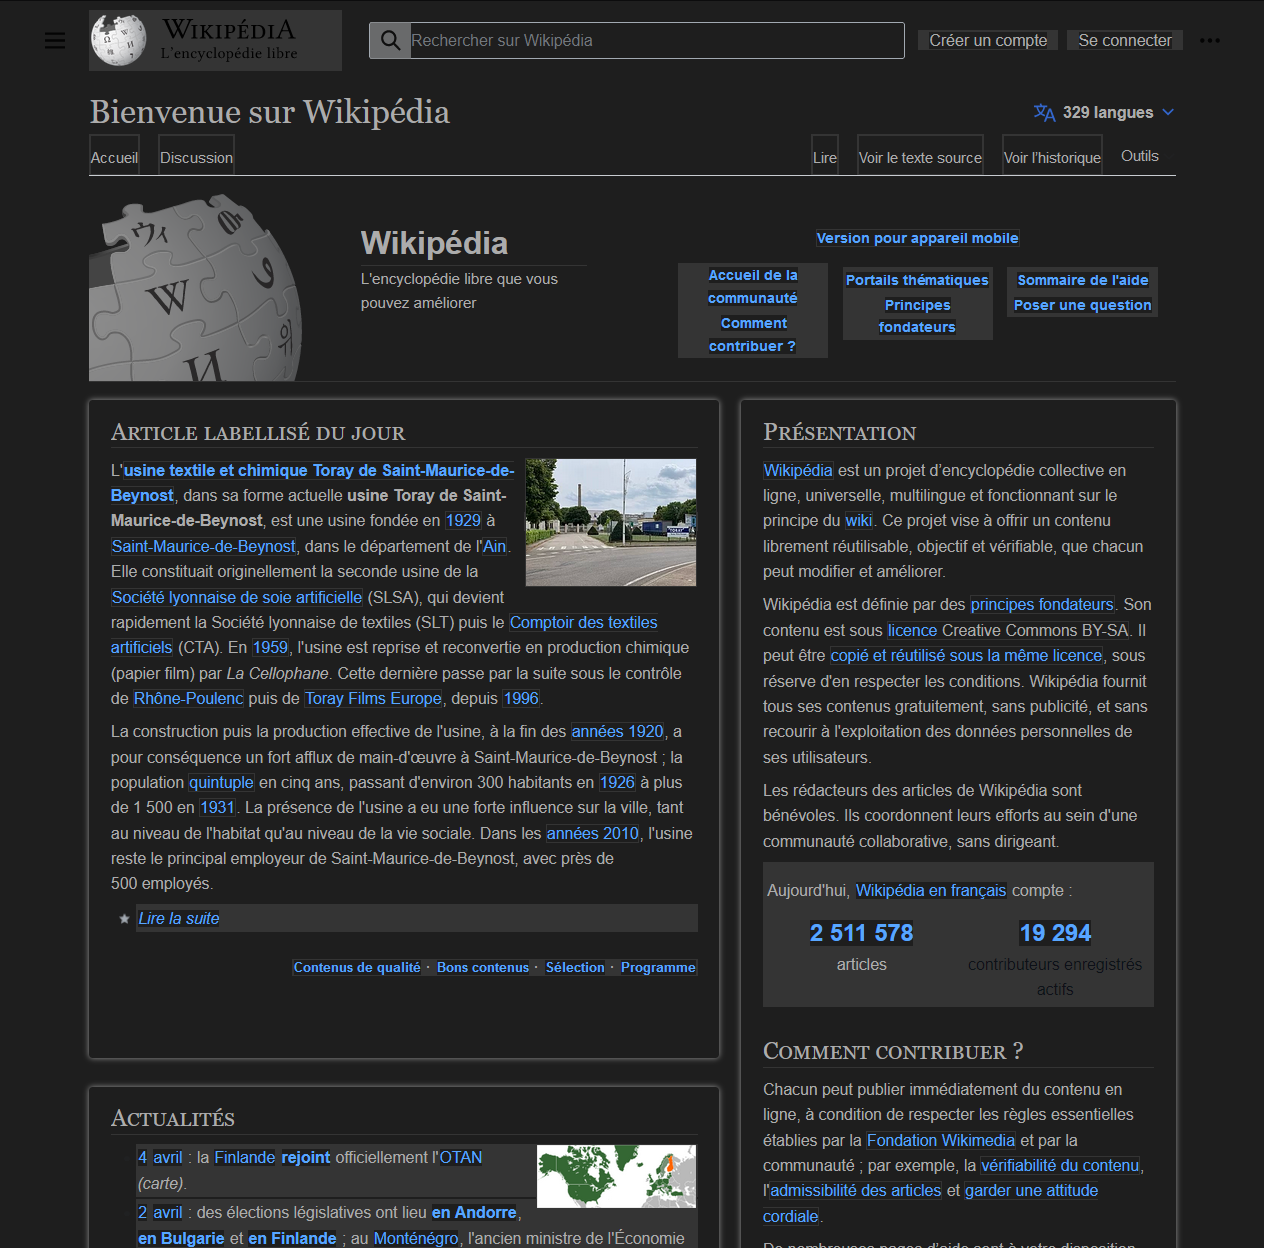 WIKIPÉDIA
L'encyclopédie libre
Rechercher sur Wikipédia
Créer un compte
Se connecter
Bienvenue sur Wikipédia
329 langues
Accueil
Discussion
Lire
Voir le texte source
Voir l'historique
Outils
Wikipédia
L'encyclopédie libre que vous
pouvez améliorer
Version pour appareil mobile
Accueil de la
communauté
Comment
contribuer ?
Portails thématiques
Principes
fondateurs
Sommaire de l'aide
Poser une question
Article labellisé du jour
L'usine textile et chimique Toray de Saint-Maurice-de-
Beynost, dans sa forme actuelle usine Toray de Saint-
Maurice-de-Beynost, est une usine fondée en 1929 à
Saint-Maurice-de-Beynost, dans le département de l'Ain.
Elle constituait originellement la seconde usine de la
Société lyonnaise de soie artificielle (SLSA), qui devient
rapidement la Société lyonnaise de textiles (SLT) puis le Comptoir des textiles
artificiels (CTA). En 1959, l'usine est reprise et reconvertie en production chimique
(papier film) par La Cellophane. Cette dernière passe par la suite sous le contrôle
de Rhône-Poulenc puis de Toray Films Europe, depuis 1996.
La construction puis la production effective de l'usine, à la fin des années 1920, a
pour conséquence un fort afflux de main-d'œuvre à Saint-Maurice-de-Beynost ; la
population quintuple en cinq ans, passant d'environ 300 habitants en 1926 à plus
de 1 500 en 1931. La présence de l'usine a eu une forte influence sur la ville, tant
au niveau de l'habitat qu'au niveau de la vie sociale. Dans les années 2010, l'usine
reste le principal employeur de Saint-Maurice-de-Beynost, avec près de
500 employés.
Lire la suite
Contenus de qualité · Bons contenus · Sélection · Programme
Actualités
4 avril : la Finlande rejoint officiellement l'OTAN
(carte).
2 avril : des élections législatives ont lieu en Andorre,
en Bulgarie et en Finlande ; au Monténégro, l'ancien ministre de l'Économie
Présentation
Wikipédia est un projet d'encyclopédie collective en
ligne, universelle, multilingue et fonctionnant sur le
principe du wiki. Ce projet vise à offrir un contenu
librement réutilisable, objectif et vérifiable, que chacun
peut modifier et améliorer.
Wikipédia est définie par des principes fondateurs. Son
contenu est sous licence Creative Commons BY-SA. Il
peut être copié et réutilisé sous la même licence, sous
réserve d'en respecter les conditions. Wikipédia fournit
tous ses contenus gratuitement, sans publicité, et sans
recourir à l'exploitation des données personnelles de
ses utilisateurs.
Les rédacteurs des articles de Wikipédia sont
bénévoles. Ils coordonnent leurs efforts au sein d'une
communauté collaborative, sans dirigeant.
Aujourd'hui, Wikipédia en français compte :
2 511 578
articles
19 294
contributeurs enregistrés
actifs
Comment contribuer ?
Chacun peut publier immédiatement du contenu en
ligne, à condition de respecter les règles essentielles
établies par la Fondation Wikimedia et par la
communauté ; par exemple, la vérifiabilité du contenu,
l'admissibilité des articles et garder une attitude
cordiale.
De nombreuses pages d'aide sont à votre disposition,